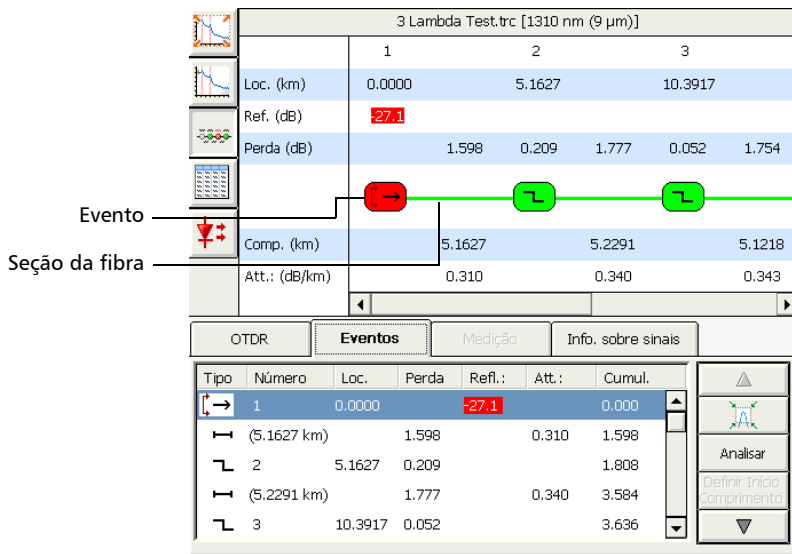 3 Lambda Test.trc [1310 nm (9 µm)]
1 2 3
Loc. (km) 0.0000 5.1627 10.3917
Ref. (dB) -27.1
Perda (dB) 1.598 0.209 1.777 0.052 1.754
Evento
Seção da fibra
Comp. (km) 5.1627 5.2291 5.1218
Att.: (dB/km) 0.310 0.340 0.343
OTDR Eventos Medição Info. sobre sinais
Tipo Número Loc. Perda Refl.: Att.: Cumul.
1 0.0000 -27.1 0.000
(5.1627 km) 1.598 0.310 1.598
2 5.1627 0.209 1.808
(5.2291 km) 1.777 0.340 3.584
3 10.3917 0.052 3.636
Analisar
Definir Início
Comprimento